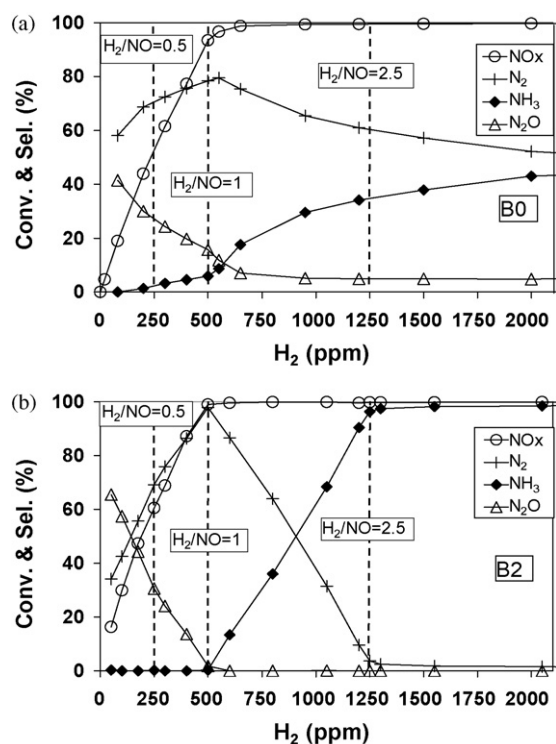 (a)
100
80
60
40
20
0
Conv. & Sel. (%)
H₂/NO=0.5
H₂/NO=1
H₂/NO=2.5
NOx
N₂
NH₃
N₂O
B0
0 250 500 750 1000 1250 1500 1750 2000
H₂ (ppm)
(b)
100
80
60
40
20
0
Conv. & Sel. (%)
H₂/NO=0.5
H₂/NO=1
H₂/NO=2.5
NOx
N₂
NH₃
N₂O
B2
0 250 500 750 1000 1250 1500 1750 2000
H₂ (ppm)